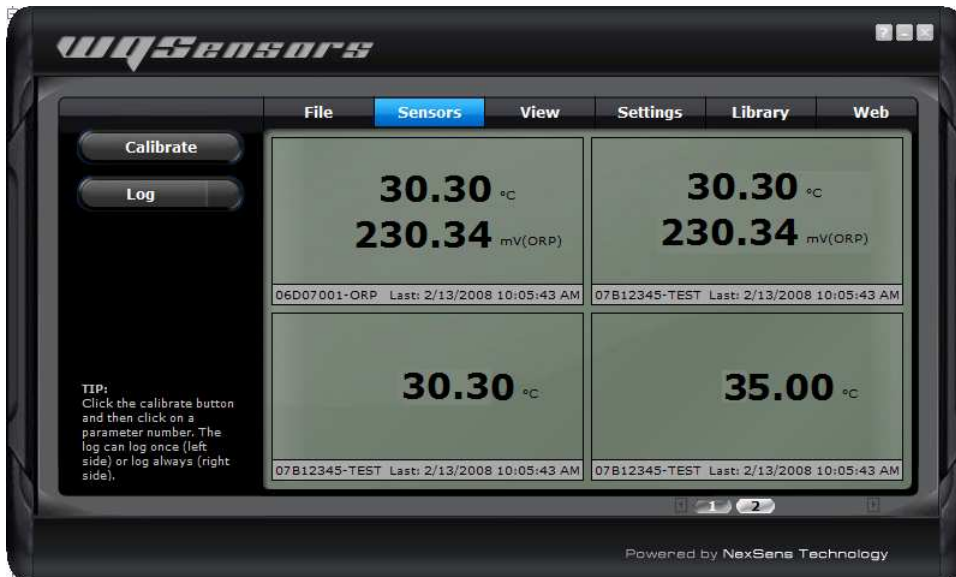 WQSensors
? _ X
File Sensors View Settings Library Web
Calibrate
Log
30.30 °C
230.34 mV(ORP)
06D07001-ORP Last: 2/13/2008 10:05:43 AM
30.30 °C
230.34 mV(ORP)
07B12345-TEST Last: 2/13/2008 10:05:43 AM
30.30 °C
07B12345-TEST Last: 2/13/2008 10:05:43 AM
35.00 °C
07B12345-TEST Last: 2/13/2008 10:05:43 AM
TIP:
Click the calibrate button
and then click on a
parameter number. The
log can log once (left
side) or log always (right
side).
1 2
Powered by NexSens Technology